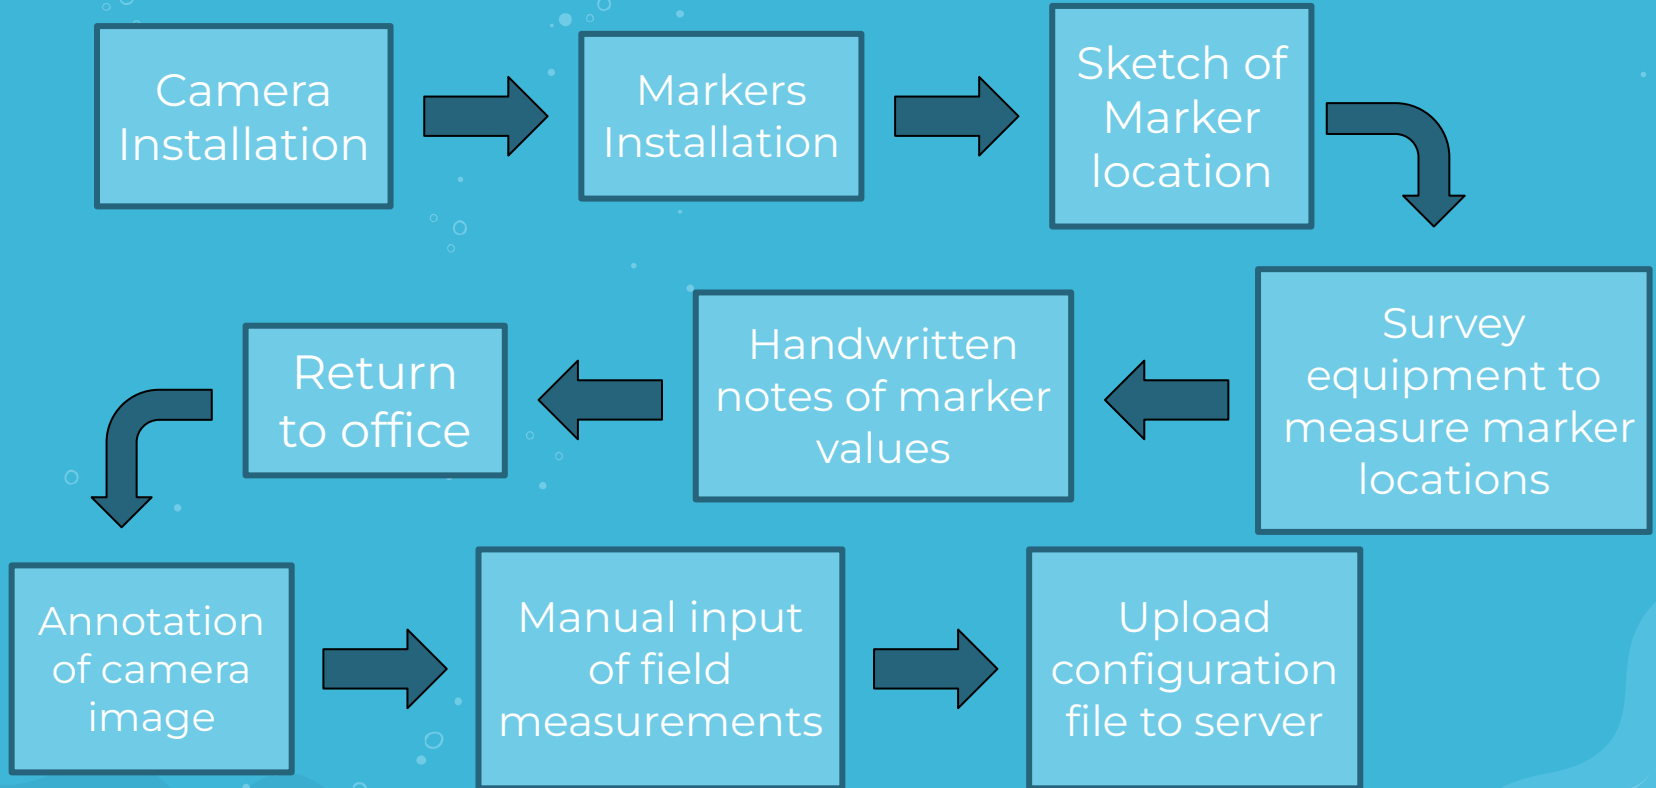 Camera
Installation
Markers
Installation
Sketch of
Marker
location
Survey
equipment to
measure marker
locations
Handwritten
notes of marker
values
Return
to office
Annotation
of camera
image
Manual input
of field
measurements
Upload
configuration
file to server